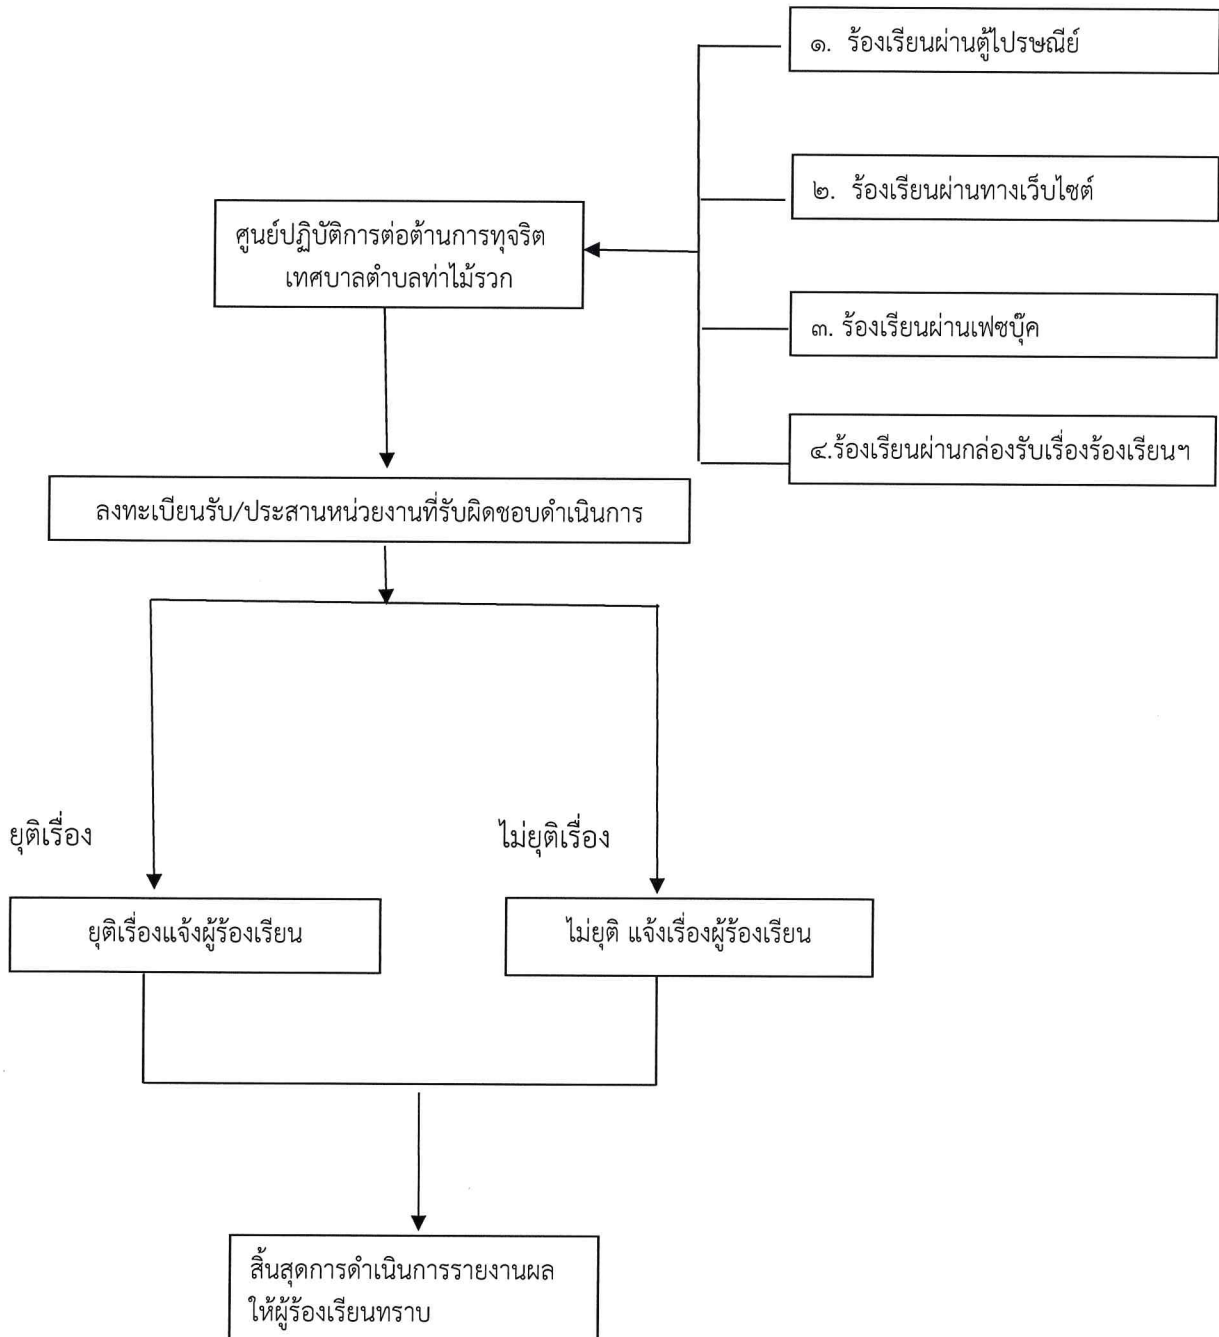 ๑. ร้องเรียนผ่านตู้ไปรษณีย์
๒. ร้องเรียนผ่านทางเว็บไซต์
ศูนย์ปฏิบัติการต่อต้านการทุจริต
เทศบาลตำบลท่าไม้รวก
๓. ร้องเรียนผ่านเฟซบุ๊ค
๔.ร้องเรียนผ่านกล่องรับเรื่องร้องเรียนฯ
ลงทะเบียนรับ/ประสานหน่วยงานที่รับผิดชอบดำเนินการ
ยุติเรื่อง
ไม่ยุติเรื่อง
ยุติเรื่องแจ้งผู้ร้องเรียน
ไม่ยุติ แจ้งเรื่องผู้ร้องเรียน
สิ้นสุดการดำเนินการรายงานผล
ให้ผู้ร้องเรียนทราบ